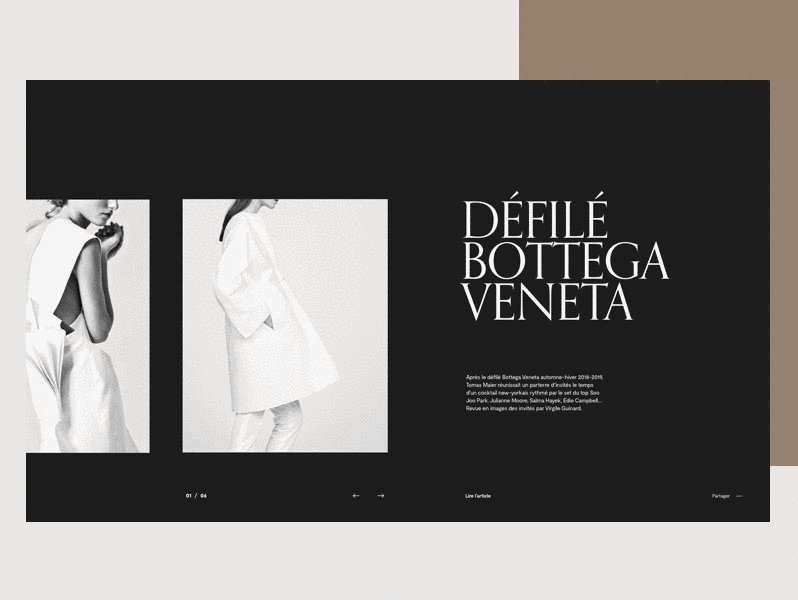 DÉFILÉ
BOTTEGA
VENETA
Après le défilé Bottega Veneta automne-hiver 2018-2019,
Tomas Maier réunissait un parterre d'invités le temps
d'un cocktail new-yorkais rythmé par le set du top Soo
Joo Park. Julianne Moore, Salma Hayek, Edie Campbell...
Revue en images des invités par Virgile Guinard.
01 / 06
← →
Lire l'article
Partager —